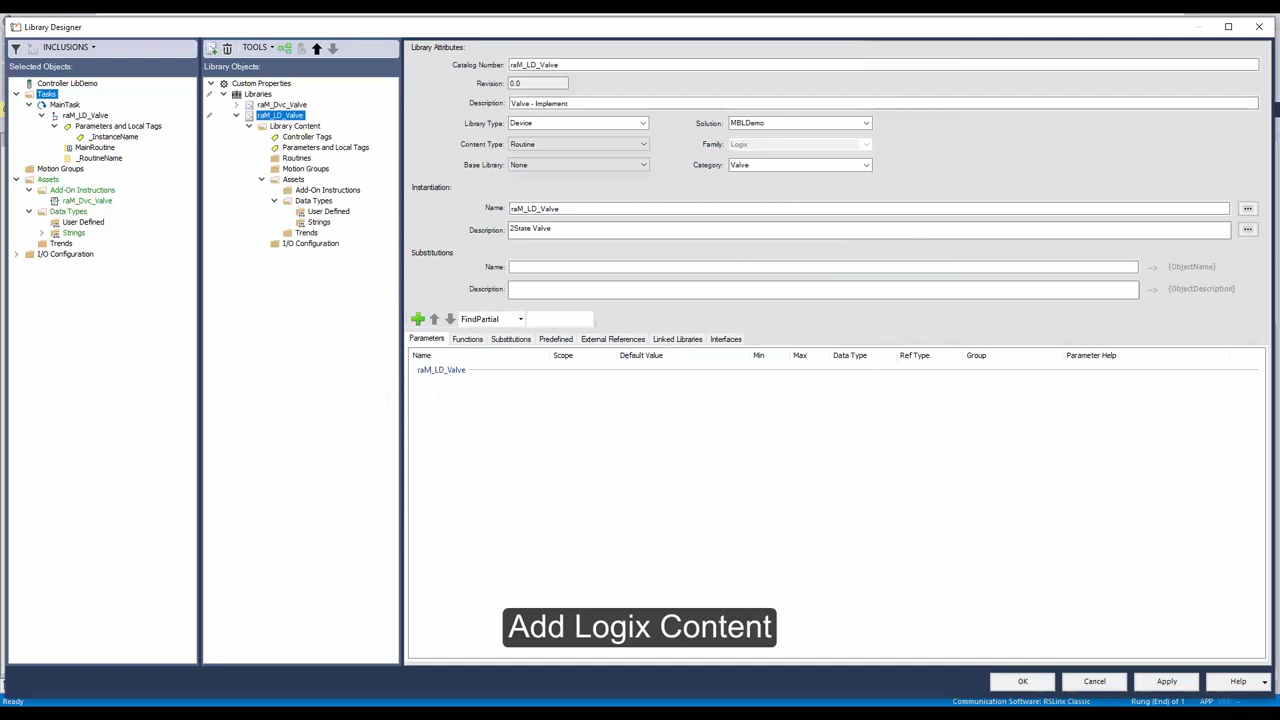 Library Designer
INCLUSIONS
TOOLS
Library Attributes:
Selected Objects:
Library Objects:
Controller LibDemo
Tasks
MainTask
raM_LD_Valve
Parameters and Local Tags
_InstanceName
MainRoutine
_RoutineName
Motion Groups
Assets
Add-On Instructions
raM_Dvc_Valve
Data Types
User Defined
Strings
Trends
I/O Configuration
Custom Properties
Libraries
raM_Dvc_Valve
raM_LD_Valve
Library Content
Controller Tags
Parameters and Local Tags
Routines
Motion Groups
Assets
Add-On Instructions
Data Types
User Defined
Strings
Trends
I/O Configuration
Catalog Number: raM_LD_Valve
Revision: 0.0
Description: Valve - Implement
Library Type: Device Solution: MBLDemo
Content Type: Routine Family: Logix
Base Library: None Category: Valve
Instantiation:
Name: raM_LD_Valve ...
Description: 2State Valve ...
Substitutions
Name: --> {ObjectName}
Description: --> {ObjectDescription}
FindPartial
Parameters Functions Substitutions Predefined External References Linked Libraries Interfaces
Name Scope Default Value Min Max Data Type Ref Type Group Parameter Help
raM_LD_Valve
Add Logix Content
OK Cancel Apply Help
Ready Communication Software: RSLinx Classic Rung (End) of 1 APP VER